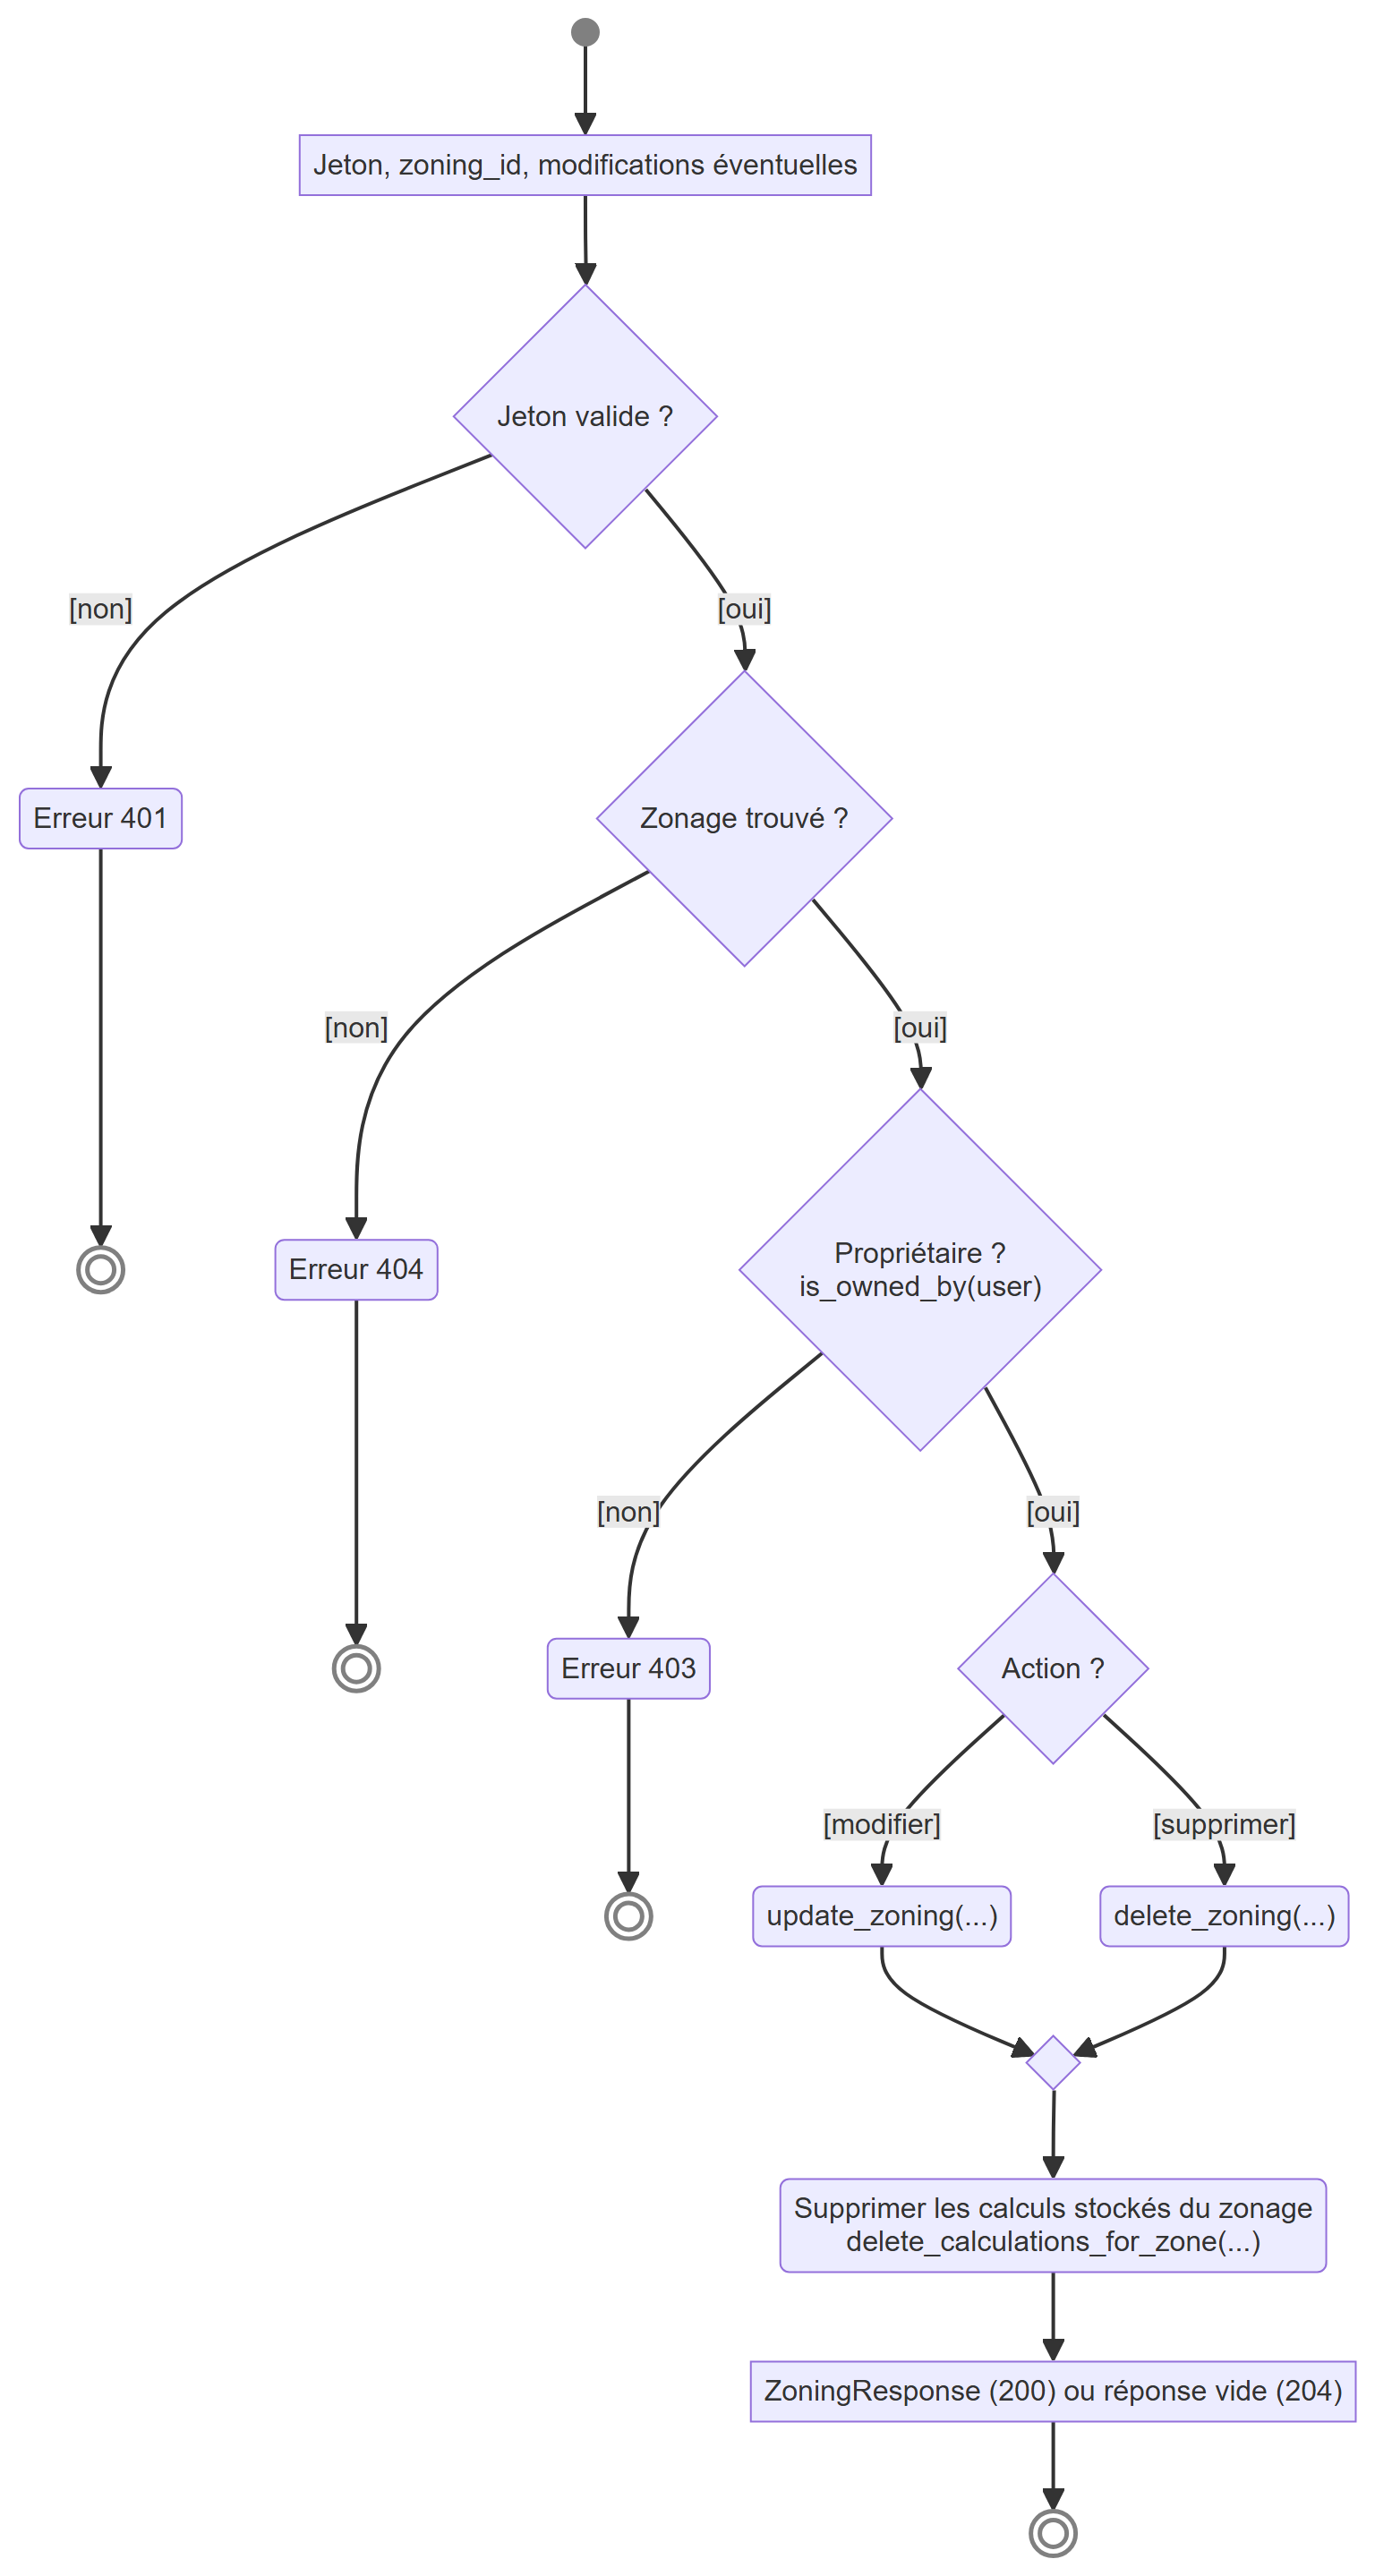 Jeton, zoning_id, modifications éventuelles
Jeton valide ?
[non]
[oui]
Erreur 401
Zonage trouvé ?
[non]
[oui]
Erreur 404
Propriétaire ?
is_owned_by(user)
[non]
[oui]
Erreur 403
Action ?
[modifier]
[supprimer]
update_zoning(...)
delete_zoning(...)
Supprimer les calculs stockés du zonage
delete_calculations_for_zone(...)
ZoningResponse (200) ou réponse vide (204)